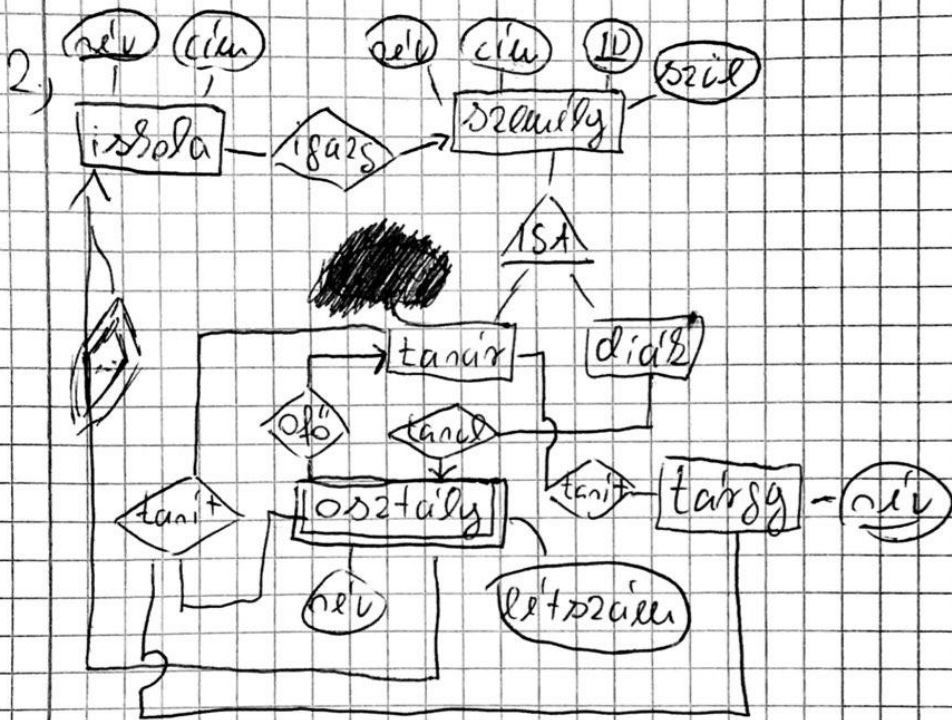 2.)
név cím név cím ID szül
iskola igazg személy
ISA
tanár diák
ofő tanul
tanít osztály tanít tárgy név
név létszám